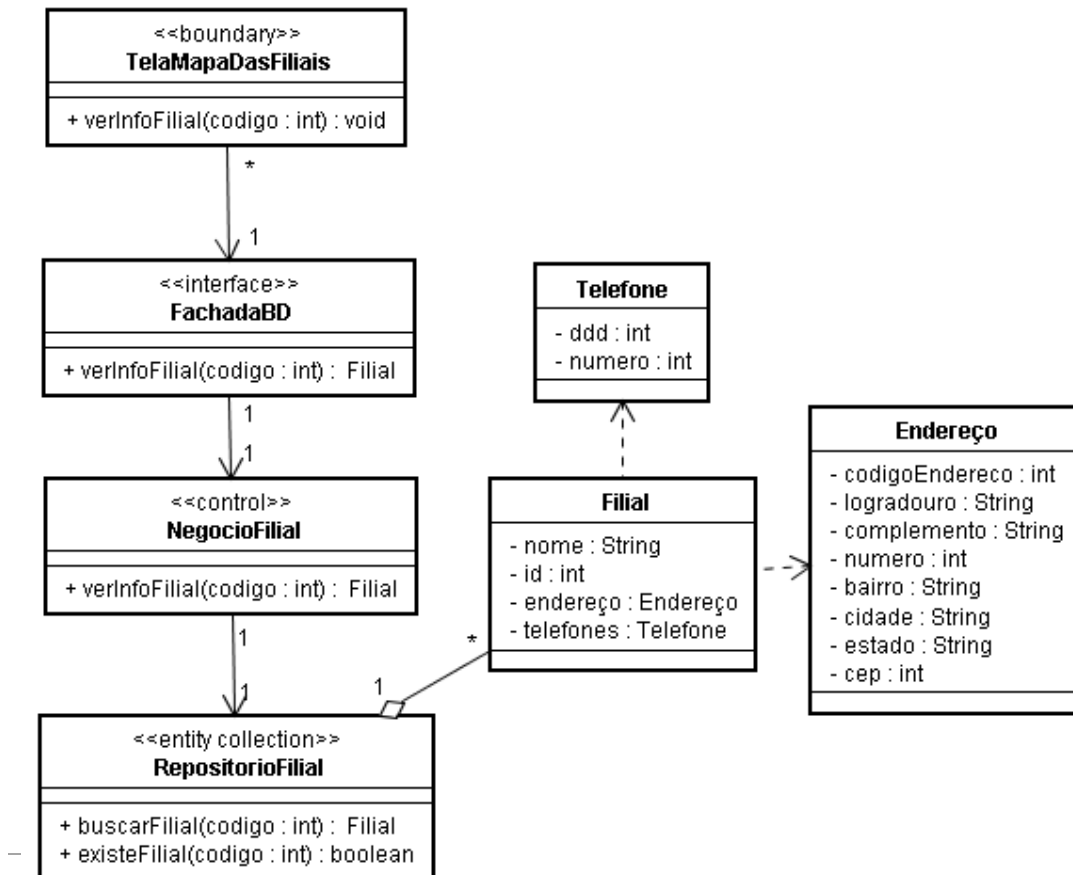 <<boundary>>
TelaMapaDasFiliais
+ verInfoFilial(codigo : int) : void
*
1
<<interface>>
FachadaBD
+ verInfoFilial(codigo : int) : Filial
1
1
<<control>>
NegocioFilial
+ verInfoFilial(codigo : int) : Filial
1
1
<<entity collection>>
RepositorioFilial
+ buscarFilial(codigo : int) : Filial
+ existeFilial(codigo : int) : boolean
1
*
Telefone
- ddd : int
- numero : int
Filial
- nome : String
- id : int
- endereço : Endereço
- telefones : Telefone
Endereço
- codigoEndereco : int
- logradouro : String
- complemento : String
- numero : int
- bairro : String
- cidade : String
- estado : String
- cep : int